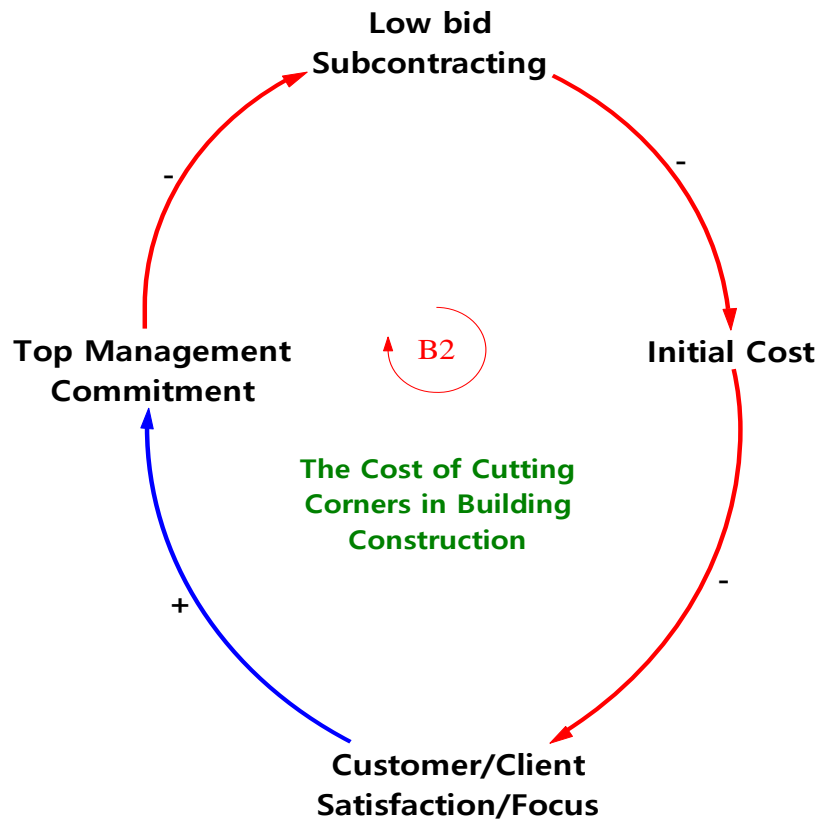 Low bid
Subcontracting
-
-
Top Management
Commitment
B2
Initial Cost
The Cost of Cutting
Corners in Building
Construction
+
-
Customer/Client
Satisfaction/Focus